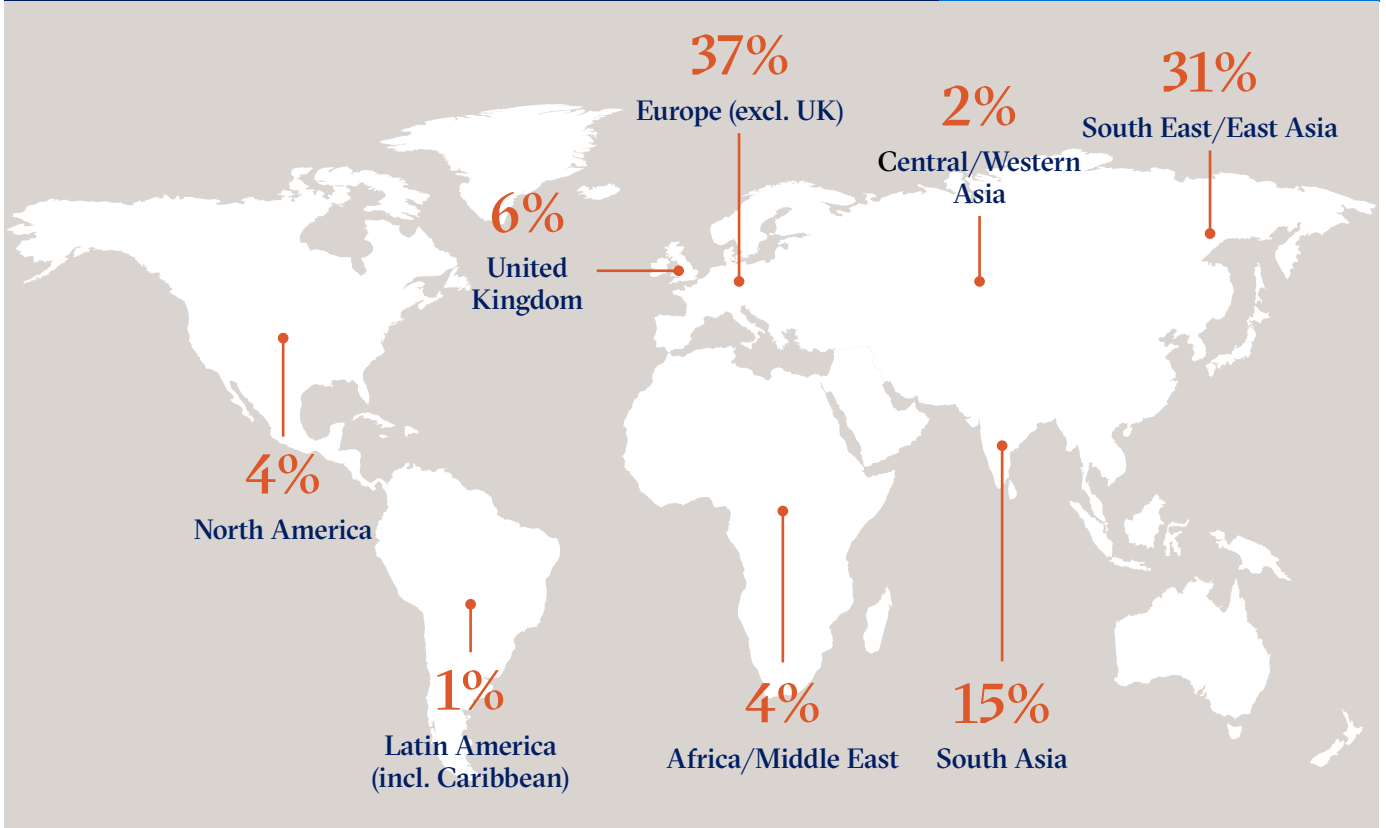 37%
Europe (excl. UK)
31%
South East/East Asia
2%
Central/Western
Asia
6%
United
Kingdom
4%
North America
1%
Latin America
(incl. Caribbean)
4%
Africa/Middle East
15%
South Asia